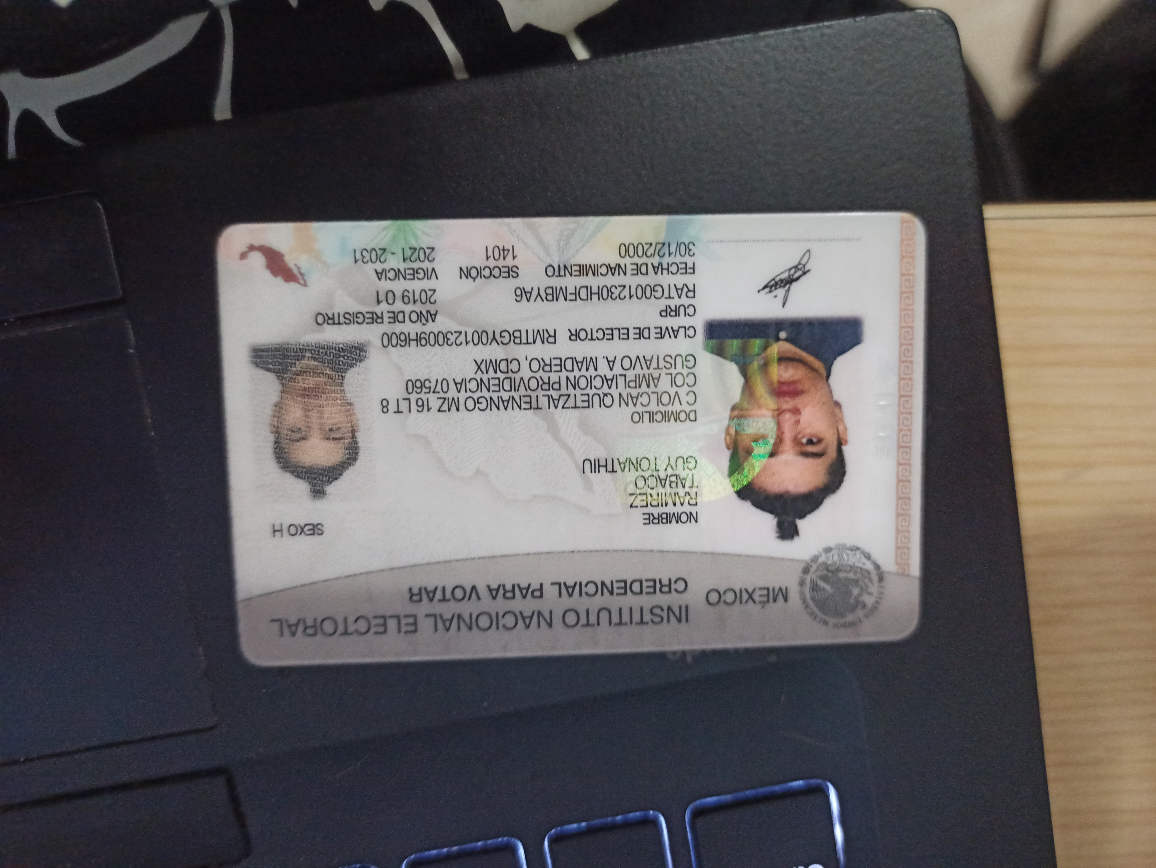 MÉXICO
INSTITUTO NACIONAL ELECTORAL
CREDENCIAL PARA VOTAR
NOMBRE
RAMIREZ
TABACO
GUY TONATHIU
SEXO H
DOMICILIO
C VOLCAN QUETZALTENANGO MZ 16 LT 8
COL AMPLIACION PROVIDENCIA 07560
GUSTAVO A. MADERO, CDMX
CLAVE DE ELECTOR RMTBGY00123009H600
CURP
RATG001230HDFMBYA6
AÑO DE REGISTRO
2019 01
FECHA DE NACIMIENTO
30/12/2000
SECCIÓN
1401
VIGENCIA
2021 - 2031